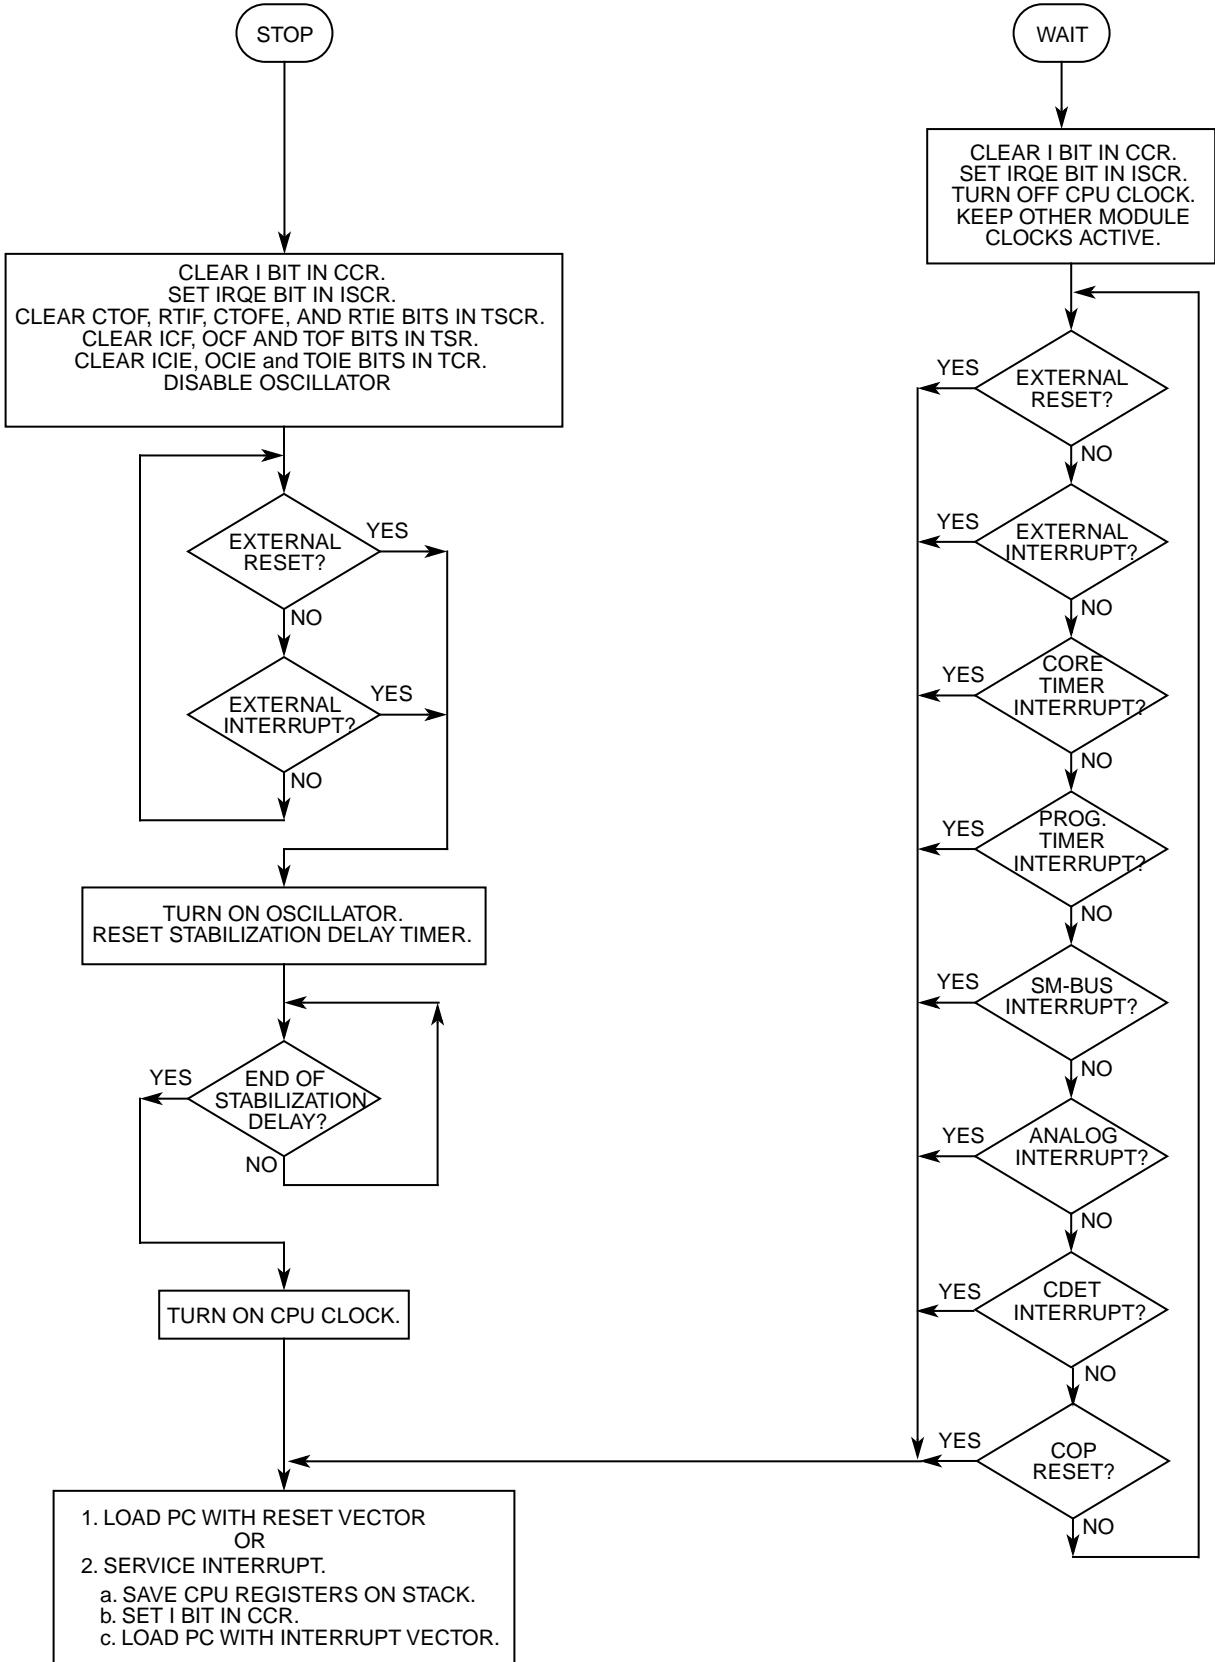 STOP
CLEAR I BIT IN CCR.
SET IRQE BIT IN ISCR.
CLEAR CTOF, RTIF, CTOFE, AND RTIE BITS IN TSCR.
CLEAR ICF, OCF AND TOF BITS IN TSR.
CLEAR ICIE, OCIE and TOIE BITS IN TCR.
DISABLE OSCILLATOR
EXTERNAL
RESET?
YES
NO
EXTERNAL
INTERRUPT?
YES
NO
TURN ON OSCILLATOR.
RESET STABILIZATION DELAY TIMER.
YES
END OF
STABILIZATION
DELAY?
NO
TURN ON CPU CLOCK.
1. LOAD PC WITH RESET VECTOR
OR
2. SERVICE INTERRUPT.
a. SAVE CPU REGISTERS ON STACK.
b. SET I BIT IN CCR.
c. LOAD PC WITH INTERRUPT VECTOR.
WAIT
CLEAR I BIT IN CCR.
SET IRQE BIT IN ISCR.
TURN OFF CPU CLOCK.
KEEP OTHER MODULE
CLOCKS ACTIVE.
YES
EXTERNAL
RESET?
NO
YES
EXTERNAL
INTERRUPT?
NO
YES
CORE
TIMER
INTERRUPT?
NO
YES
PROG.
TIMER
INTERRUPT?
NO
YES
SM-BUS
INTERRUPT?
NO
YES
ANALOG
INTERRUPT?
NO
YES
CDET
INTERRUPT?
NO
YES
COP
RESET?
NO